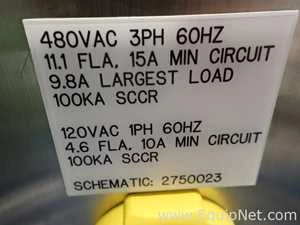 480VAC 3PH 60HZ
11.1 FLA, 15A MIN CIRCUIT
9.8A LARGEST LOAD
100KA SCCR
120VAC 1PH 60HZ
4.6 FLA, 10A MIN CIRCUIT
100KA SCCR
SCHEMATIC: 2750023
www.EquipNet.com